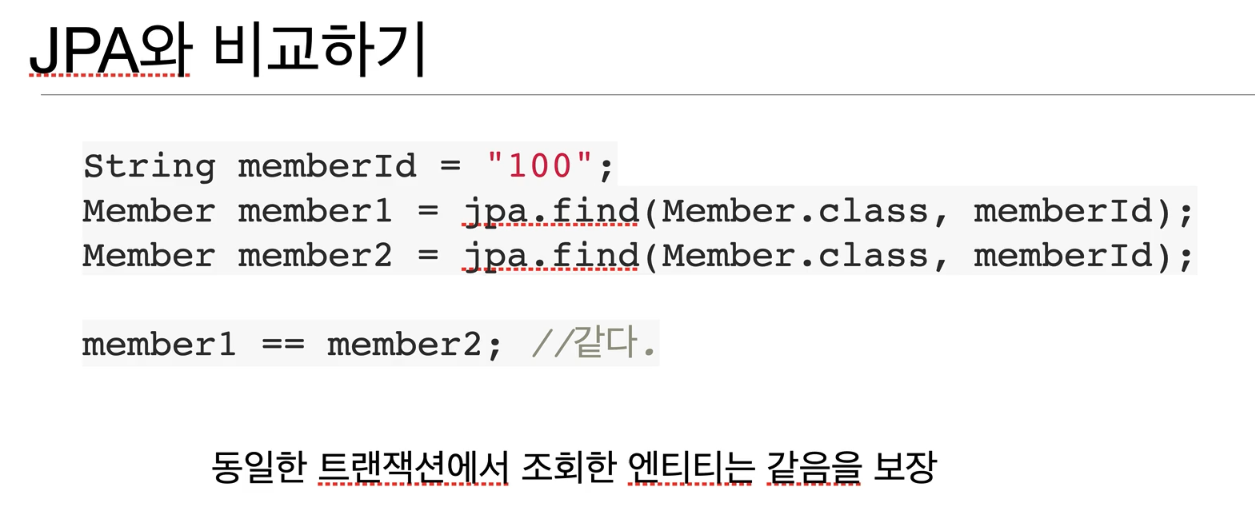 JPA와 비교하기
String memberId = "100";
Member member1 = jpa.find(Member.class, memberId);
Member member2 = jpa.find(Member.class, memberId);
member1 == member2; //같다.
동일한 트랜잭션에서 조회한 엔티티는 같음을 보장